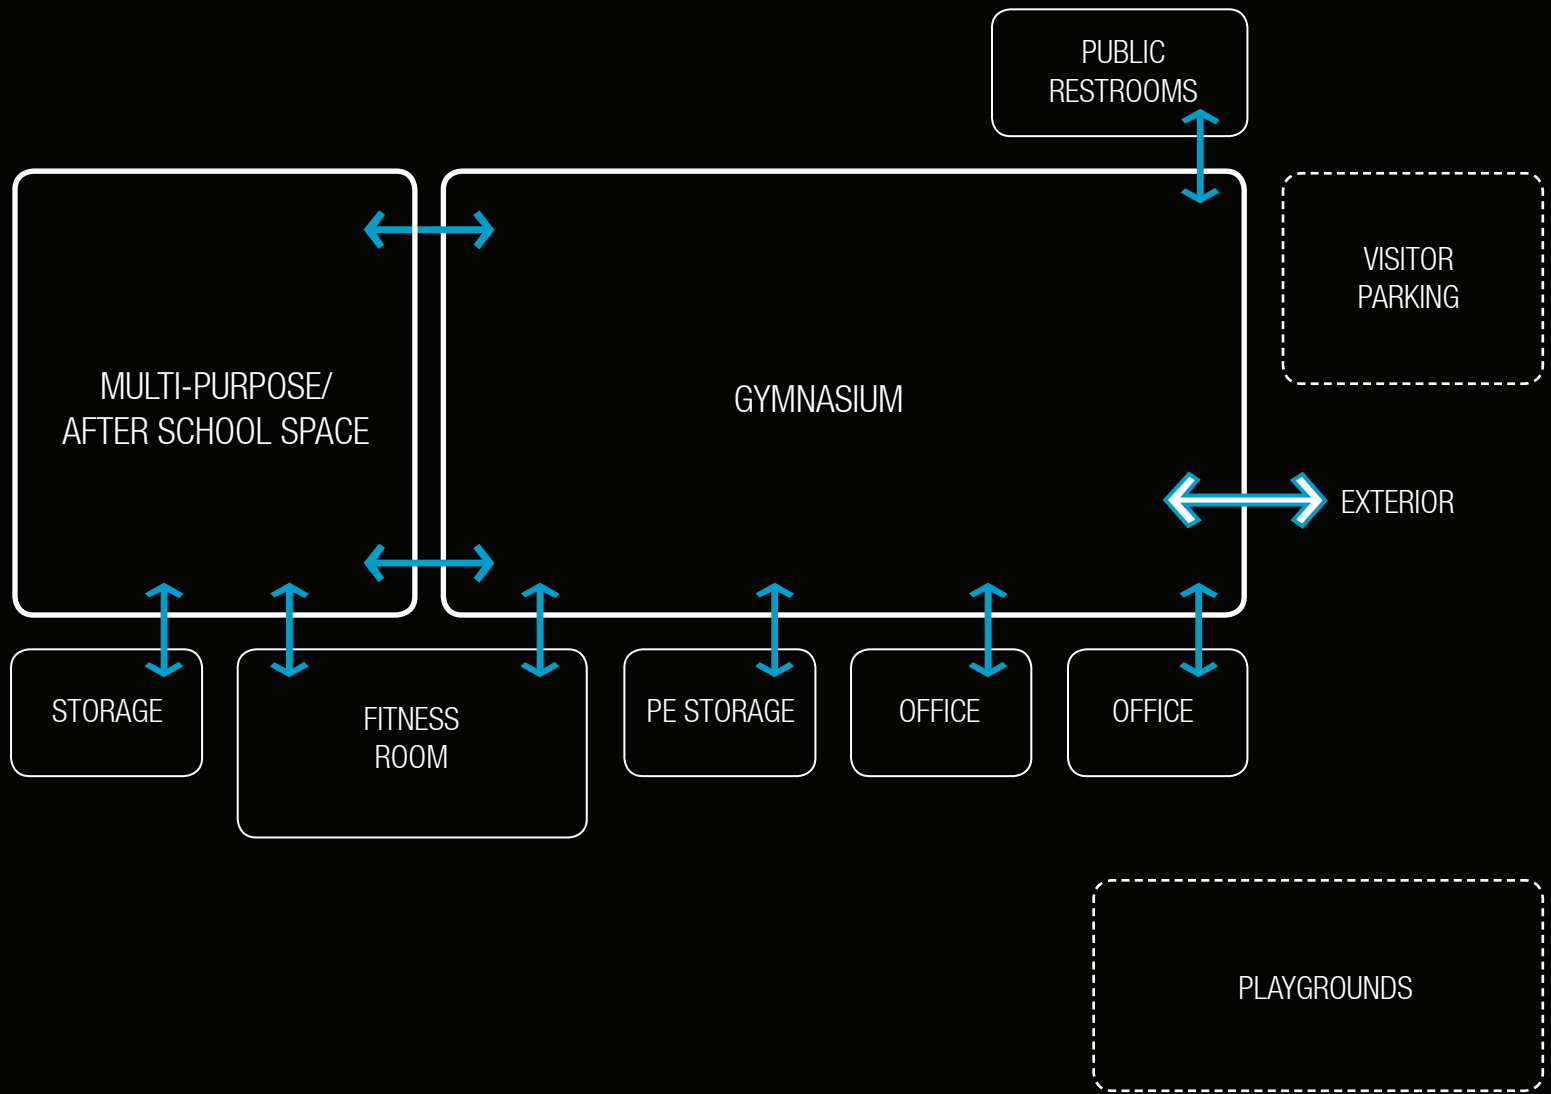 PUBLIC
RESTROOMS
VISITOR
PARKING
MULTI-PURPOSE/
AFTER SCHOOL SPACE
GYMNASIUM
EXTERIOR
STORAGE
FITNESS
ROOM
PE STORAGE
OFFICE
OFFICE
PLAYGROUNDS